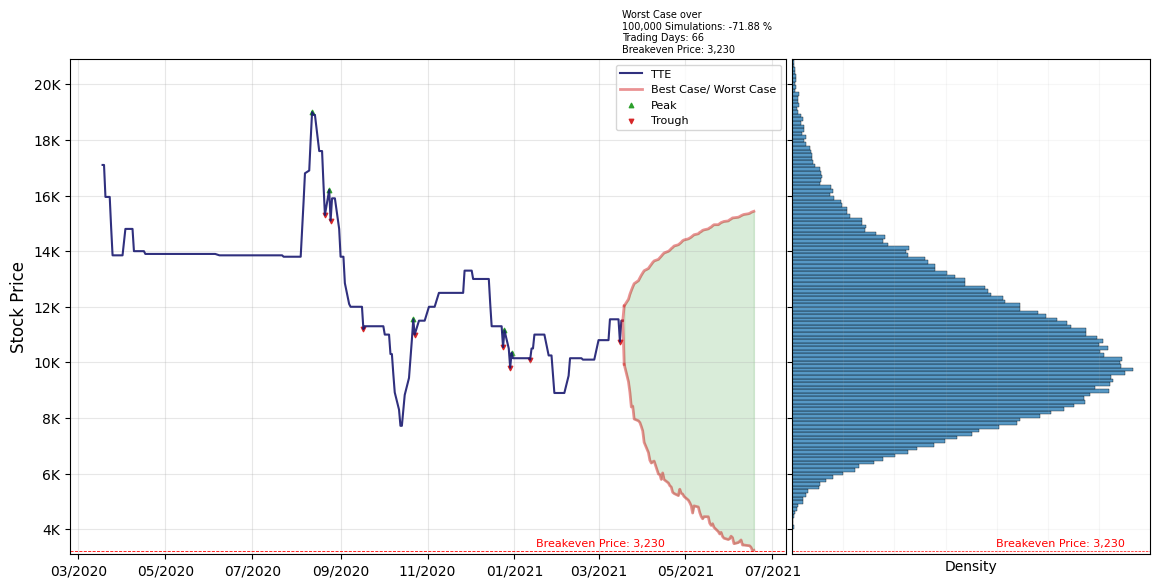 Worst Case over
100,000 Simulations: -71.88 %
Trading Days: 66
Breakeven Price: 3,230
TTE
Best Case/ Worst Case
Peak
Trough
Stock Price
20K
18K
16K
14K
12K
10K
8K
6K
4K
Breakeven Price: 3,230
Breakeven Price: 3,230
03/2020
05/2020
07/2020
09/2020
11/2020
01/2021
03/2021
05/2021
07/2021
Density